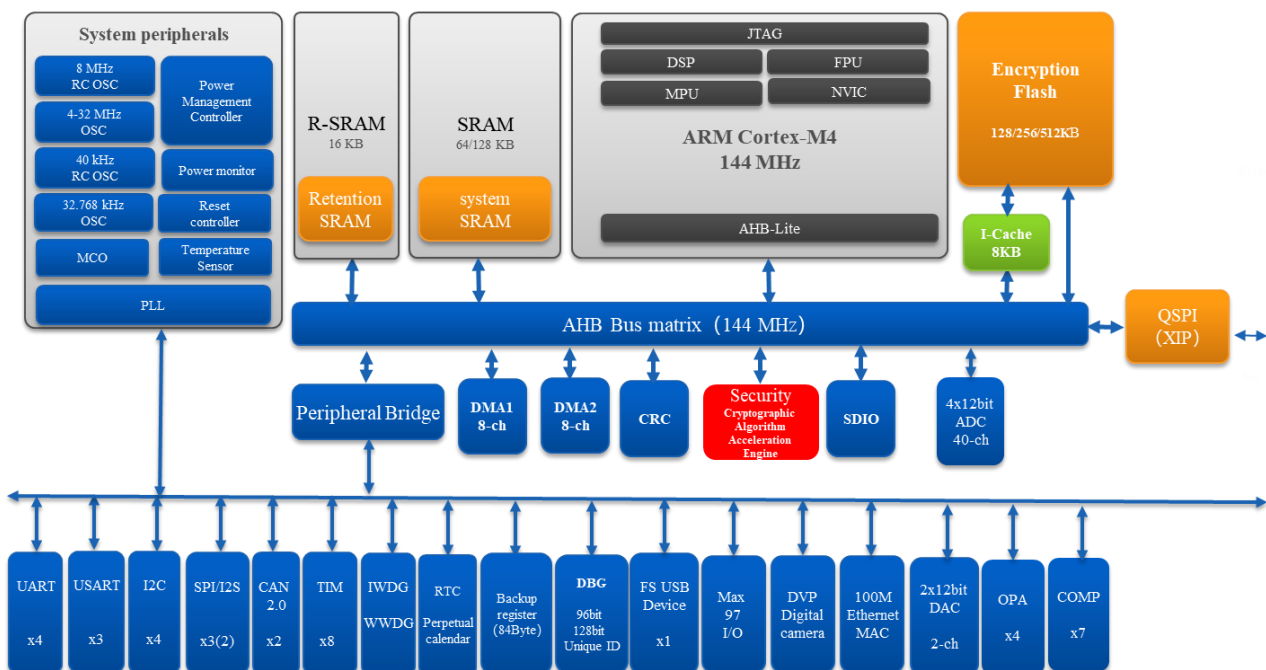 System peripherals
8 MHz
RC OSC
4-32 MHz
OSC
40 kHz
RC OSC
32.768 kHz
OSC
MCO
Power
Management
Controller
Power monitor
Reset
controller
Temperature
Sensor
PLL
R-SRAM
16 KB
Retention
SRAM
SRAM
64/128 KB
system
SRAM
JTAG
DSP
FPU
MPU
NVIC
ARM Cortex-M4
144 MHz
AHB-Lite
Encryption
Flash
128/256/512KB
I-Cache
8KB
AHB Bus matrix（144 MHz）
QSPI
（XIP）
Peripheral Bridge
DMA1
8-ch
DMA2
8-ch
CRC
Security
Cryptographic
Algorithm
Acceleration
Engine
SDIO
4x12bit
ADC
40-ch
UART
x4
USART
x3
I2C
x4
SPI/I2S
x3(2)
CAN
2.0
x2
TIM
x8
IWDG
WWDG
RTC
Perpetual
calendar
Backup
register
(84Byte)
DBG
96bit
128bit
Unique ID
FS USB
Device
x1
Max
97
I/O
DVP
Digital
camera
100M
Ethernet
MAC
2x12bit
DAC
2-ch
OPA
x4
COMP
x7